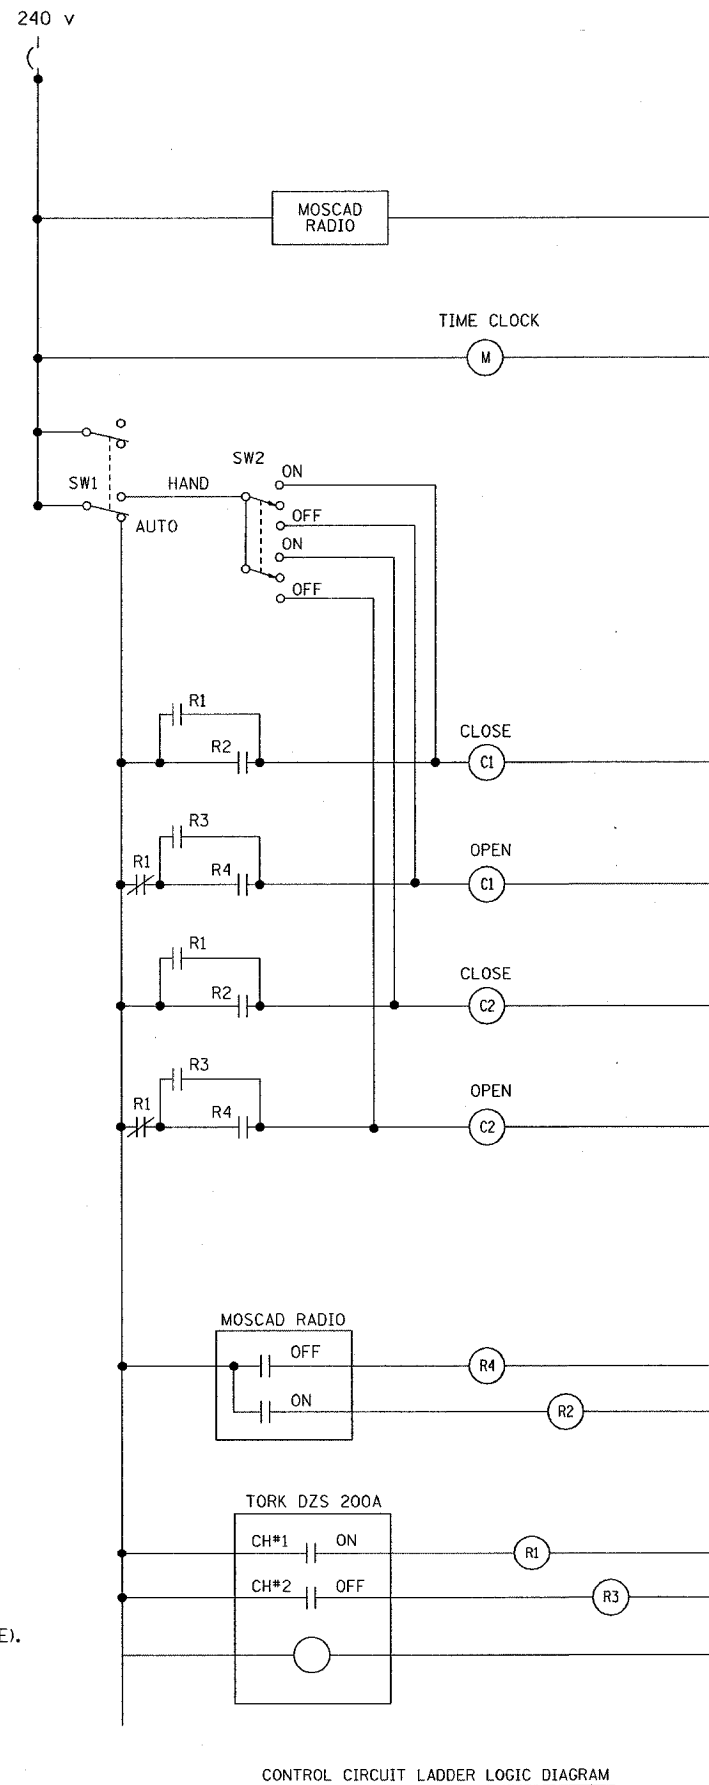 240 v
MOSCAD
RADIO
TIME CLOCK
M
SW2
ON
SW1
HAND
OFF
AUTO
ON
OFF
R1
CLOSE
R2
C1
R3
OPEN
R1
R4
C1
R1
CLOSE
R2
C2
R3
OPEN
R1
R4
C2
MOSCAD RADIO
OFF
R4
ON
R2
TORK DZS 200A
CH#1 ON
R1
CH#2 OFF
R3
E).
CONTROL CIRCUIT LADDER LOGIC DIAGRAM